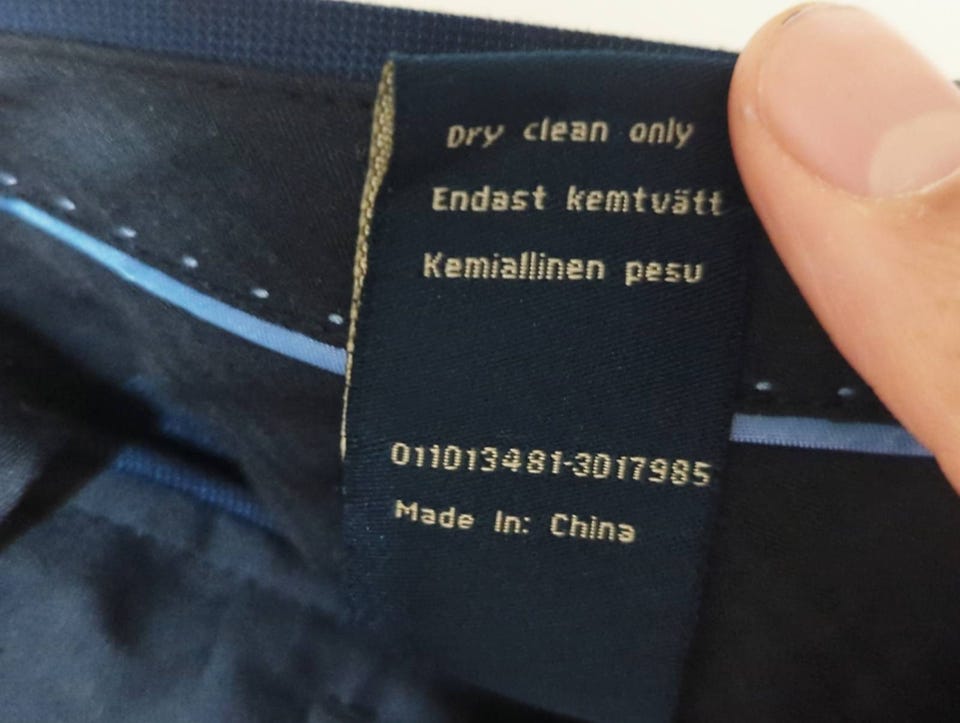 Dry clean only
Endast kemtvätt
Kemiallinen pesu
011013481-3017985
Made In: China